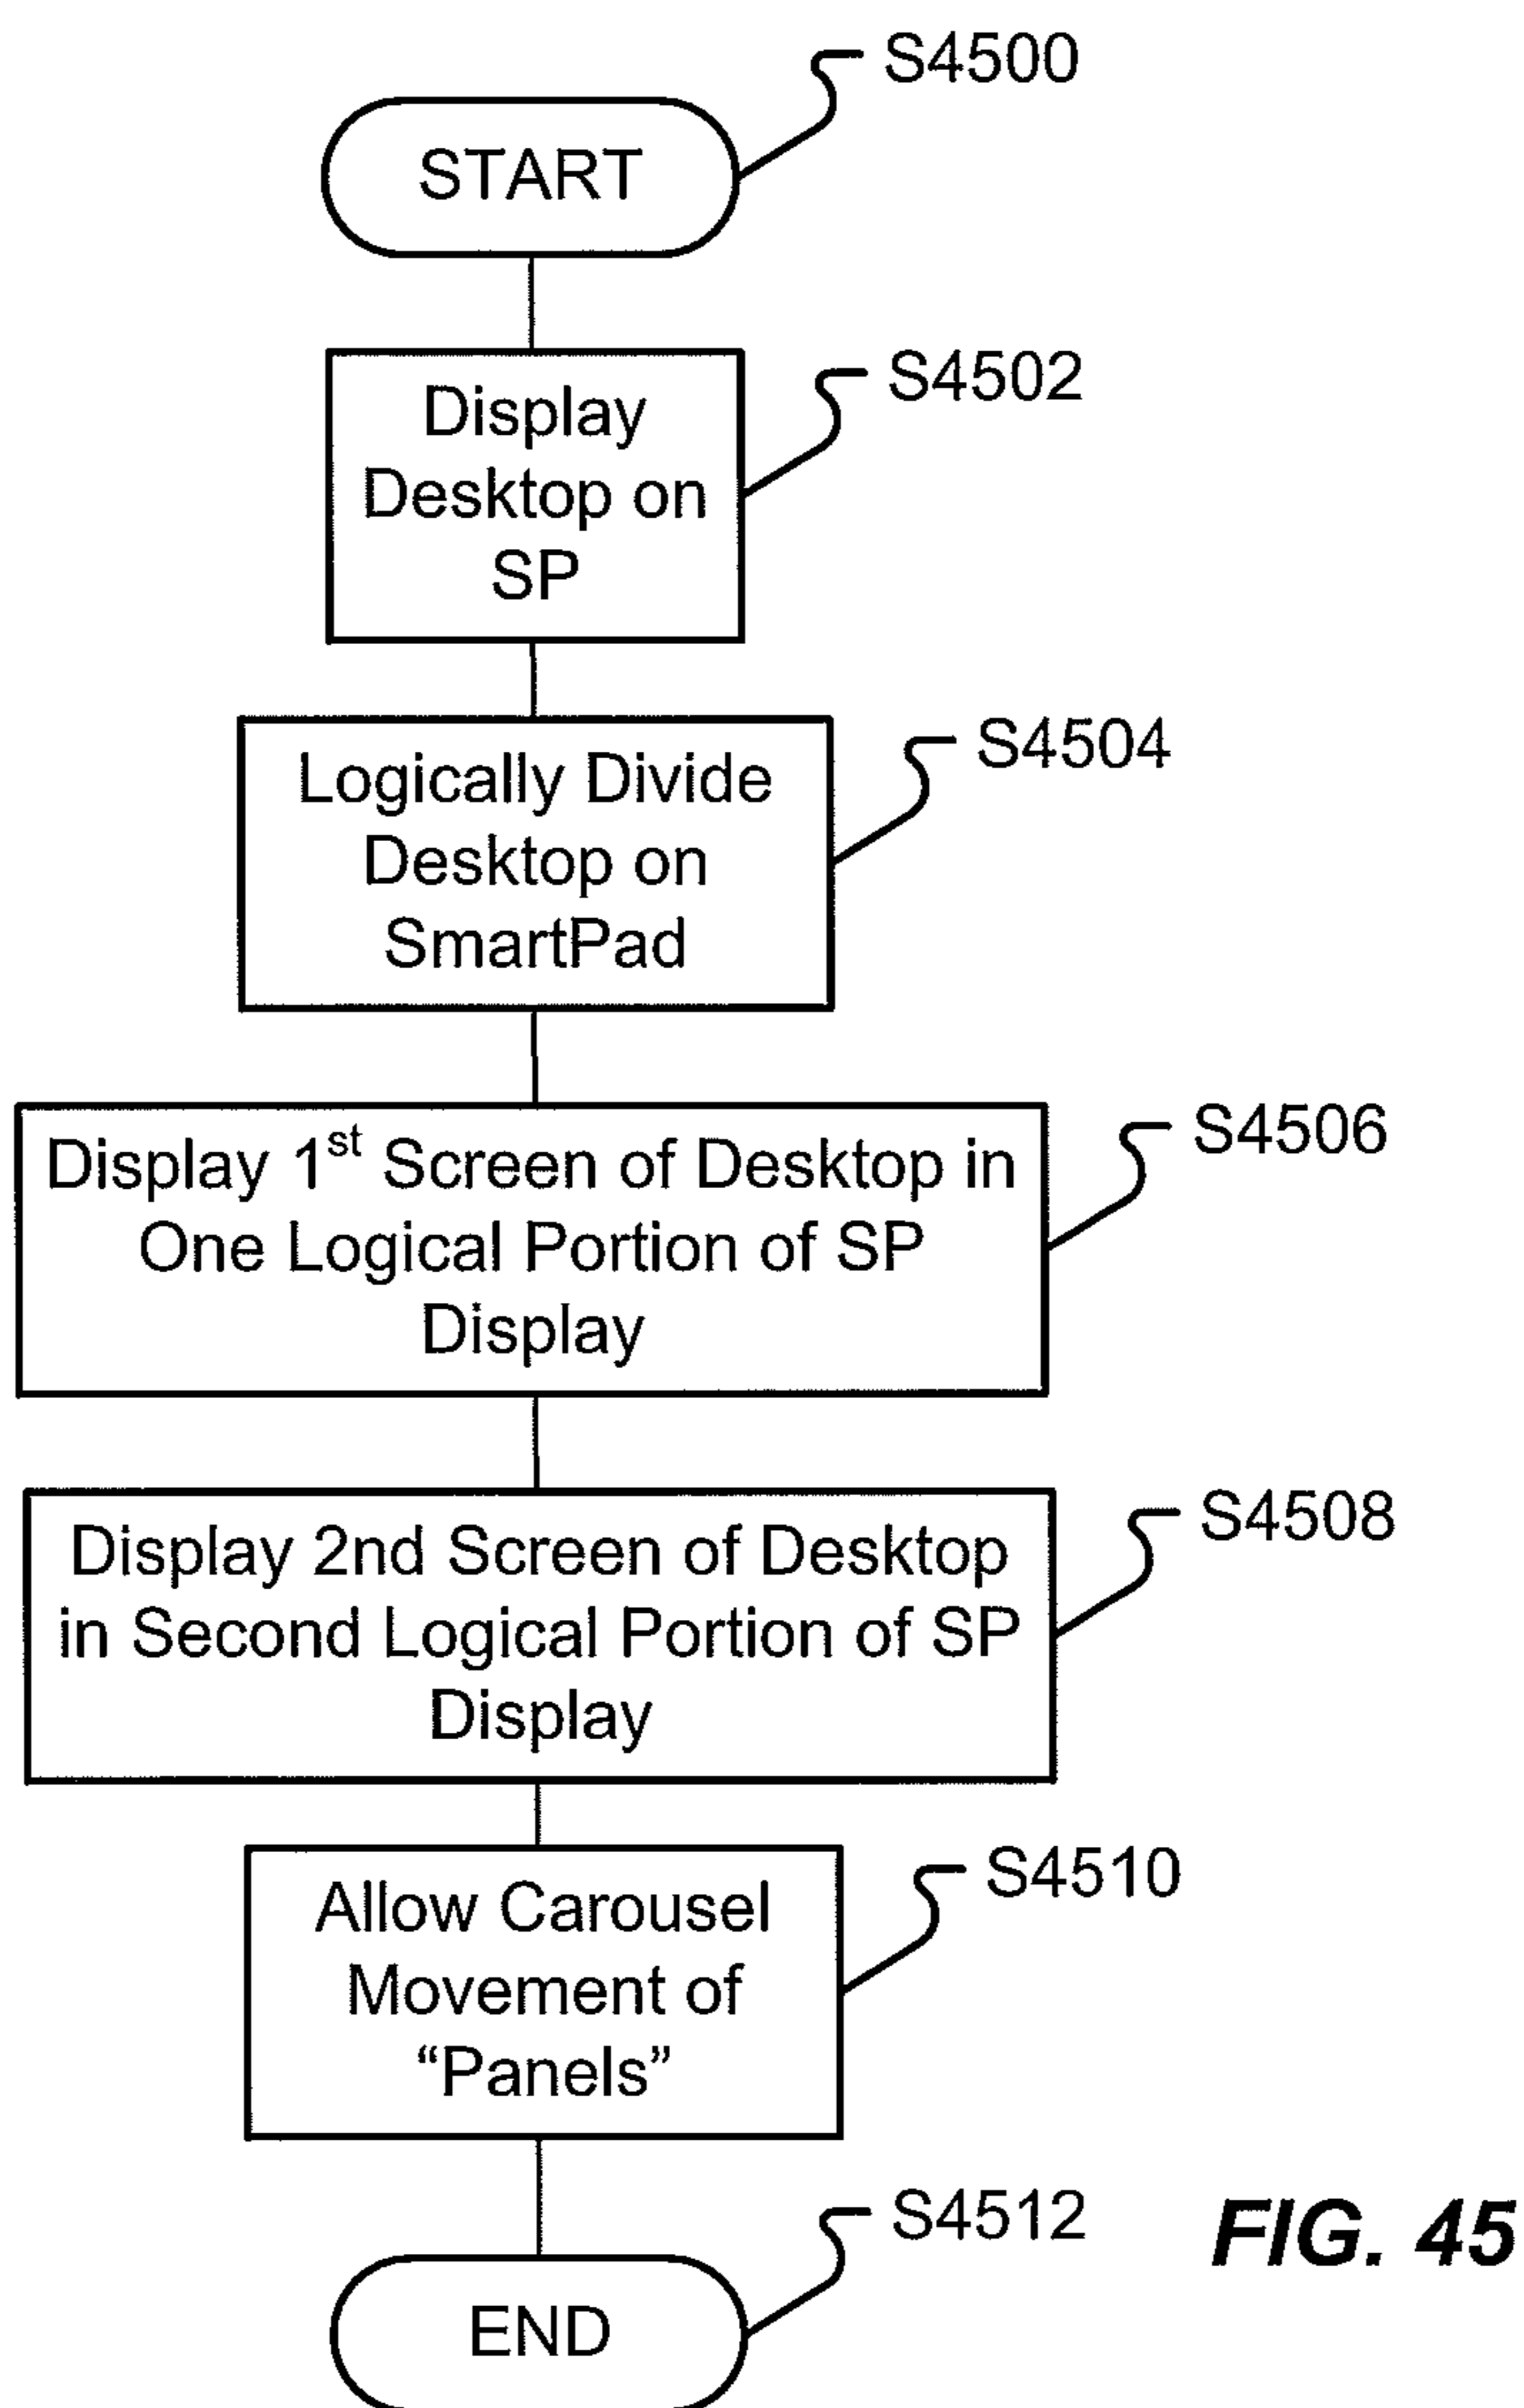 S4500
START
S4502
Display
Desktop on
SP
S4504
Logically Divide
Desktop on
SmartPad
S4506
Display 1st Screen of Desktop in
One Logical Portion of SP
Display
S4508
Display 2nd Screen of Desktop
in Second Logical Portion of SP
Display
S4510
Allow Carousel
Movement of
“Panels”
S4512
FIG. 45
END